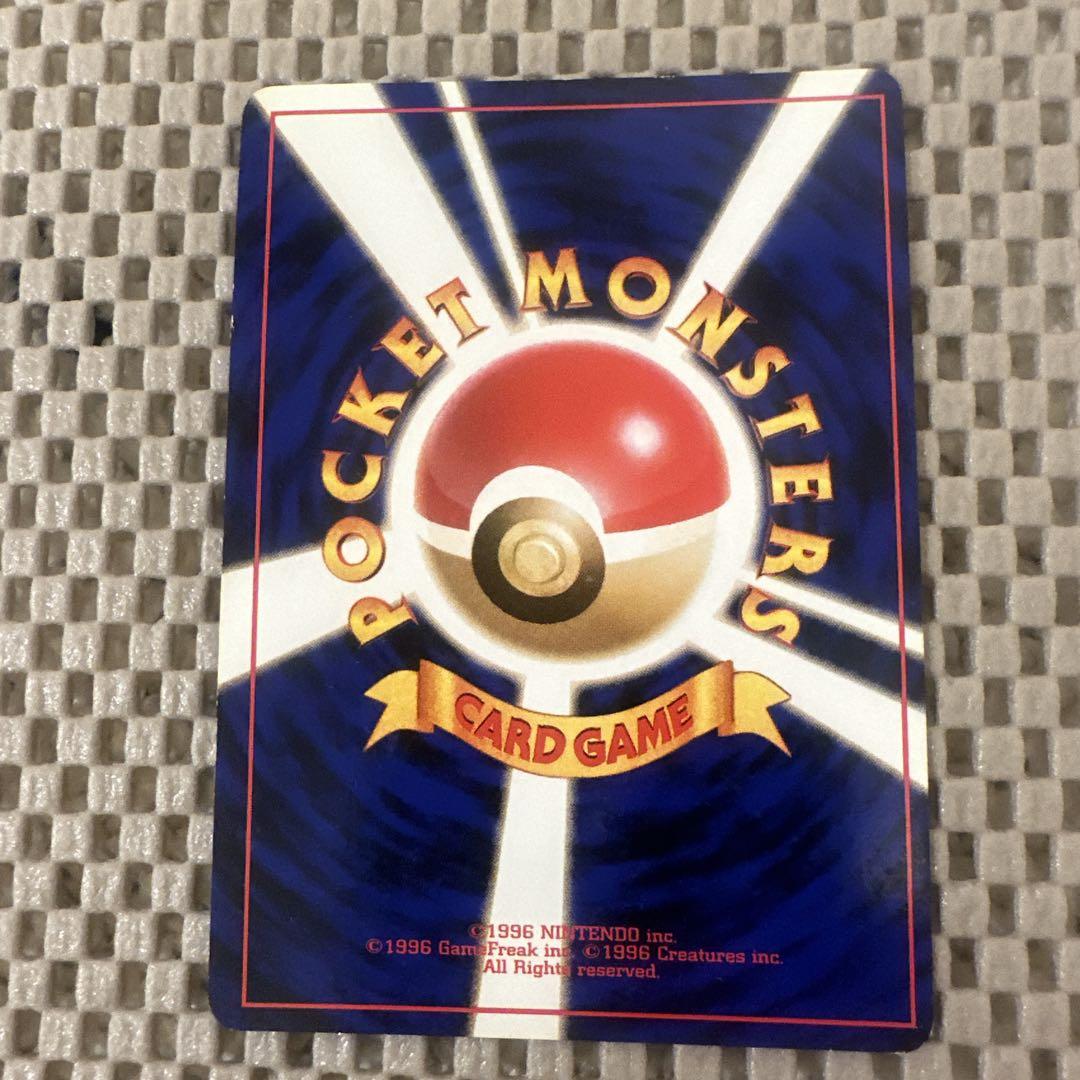 POCKET MONSTERS
CARD GAME
©1996 NINTENDO inc.
©1996 GameFreak inc. ©1996 Creatures inc.
All Rights reserved.